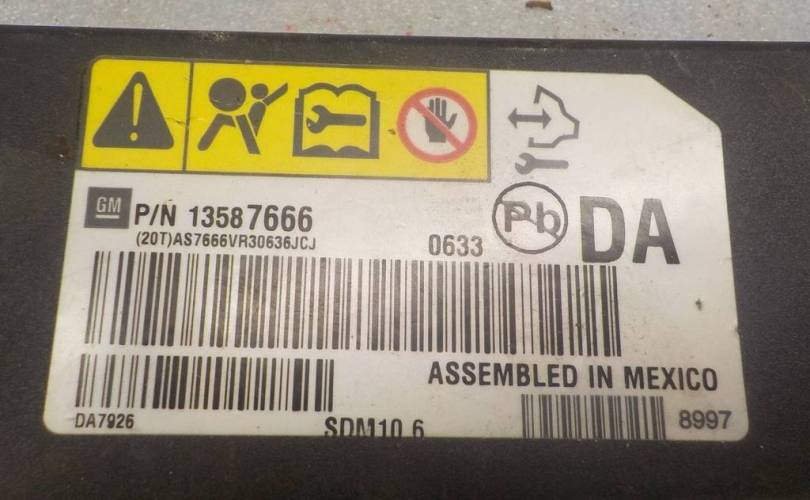 GM P/N 13587666
(20T)AS7666VR30636JCJ 0633 Pb DA
ASSEMBLED IN MEXICO
DA7926 SDM10 6 8997